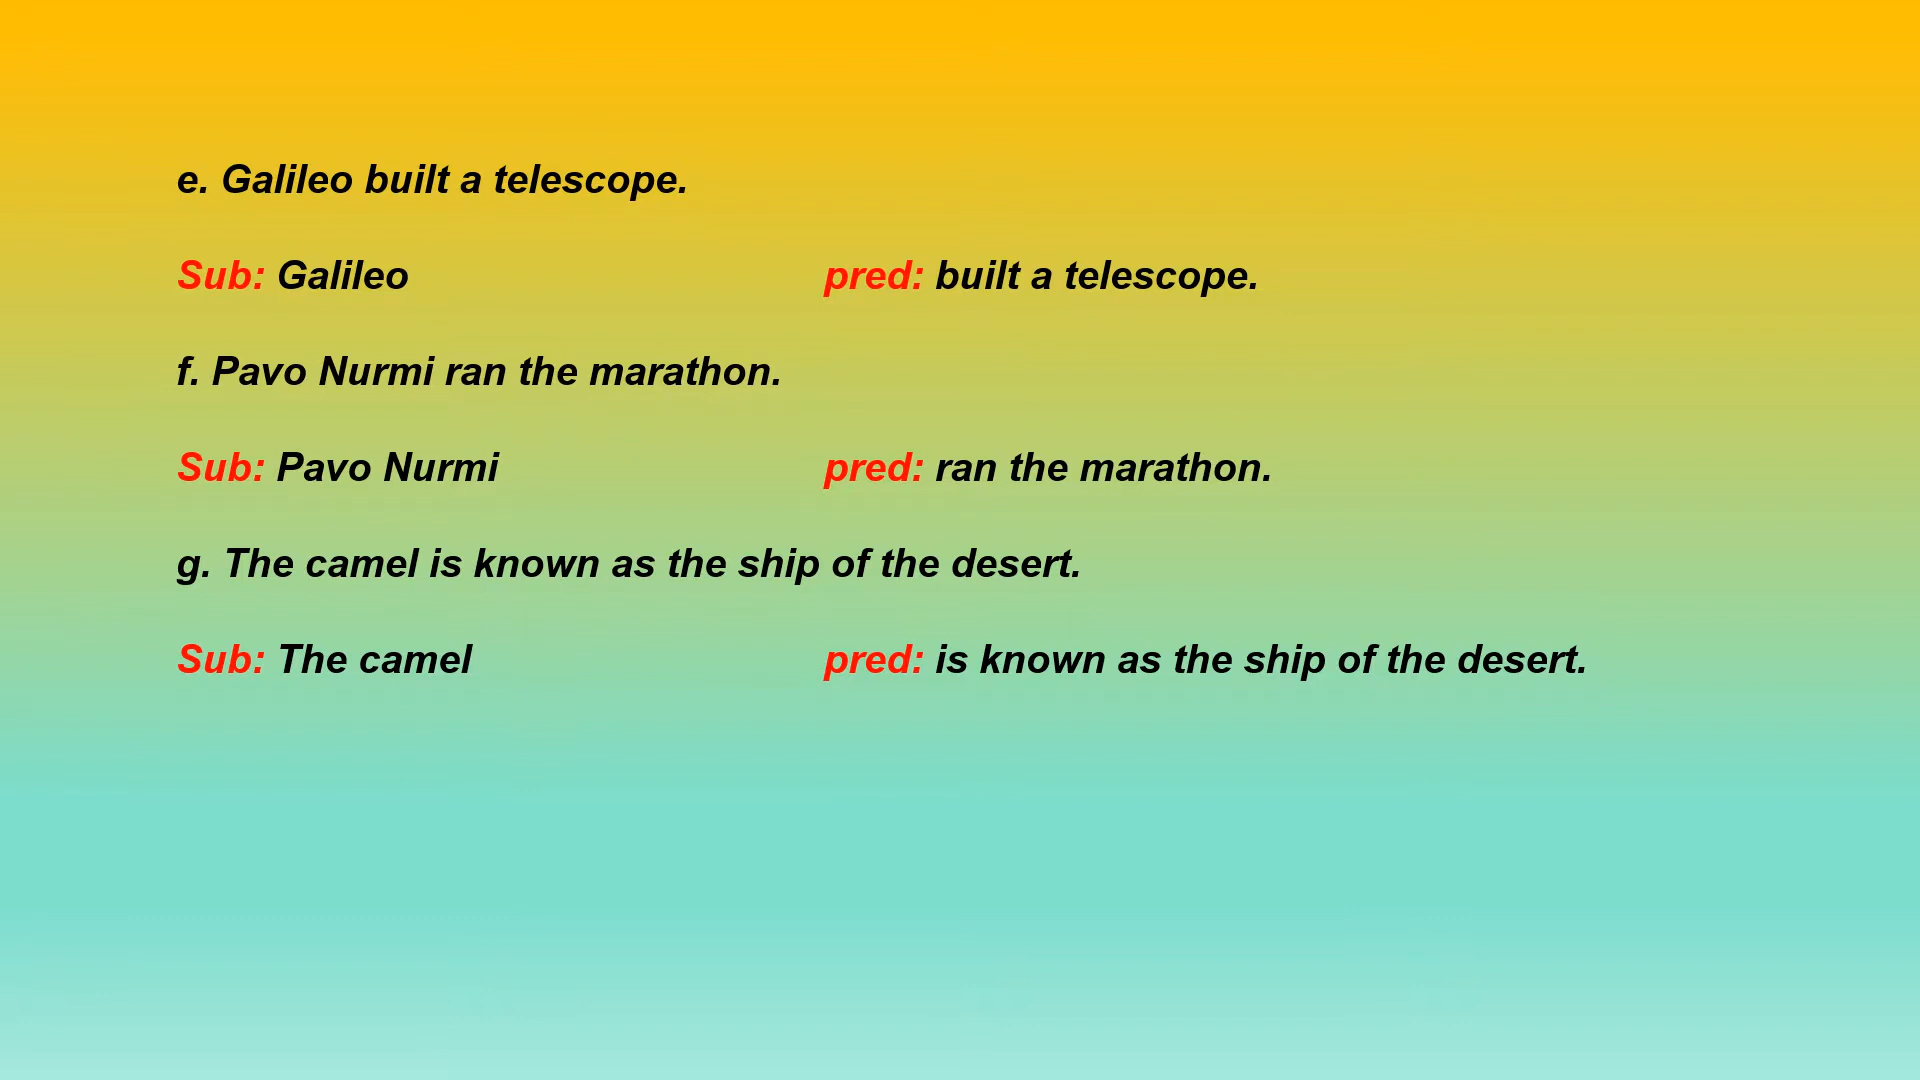 e. Galileo built a telescope.
Sub: Galileo pred: built a telescope.
f. Pavo Nurmi ran the marathon.
Sub: Pavo Nurmi pred: ran the marathon.
g. The camel is known as the ship of the desert.
Sub: The camel pred: is known as the ship of the desert.